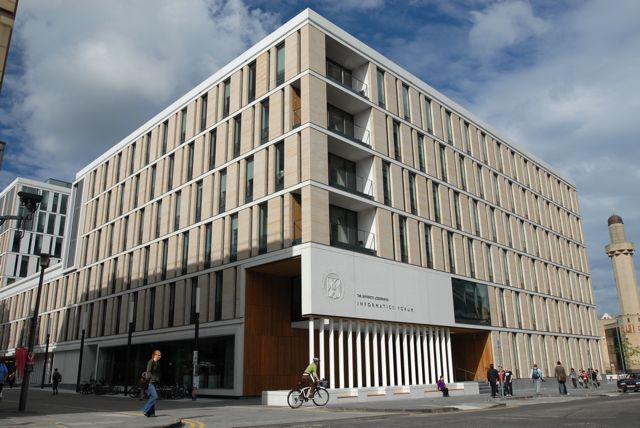 THE UNIVERSITY of EDINBURGH
INFORMATICS FORUM